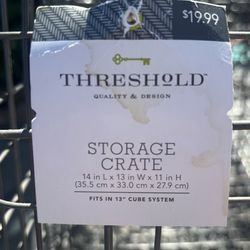 $19.99
THRESHOLD™
QUALITY & DESIGN
STORAGE
CRATE
14 in L x 13 in W x 11 in H
(35.5 cm x 33.0 cm x 27.9 cm)
FITS IN 13" CUBE SYSTEM